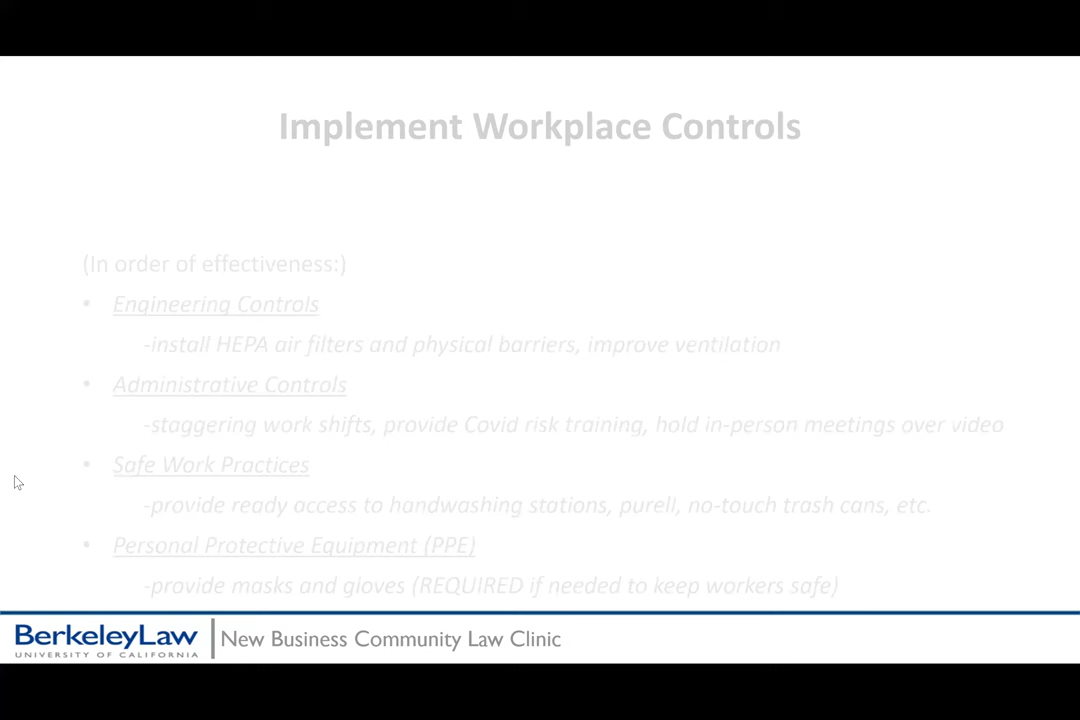 Implement Workplace Controls
(In order of effectiveness:)
• Engineering Controls
-install HEPA air filters and physical barriers, improve ventilation
• Administrative Controls
-staggering work shifts, provide Covid risk training, hold in-person meetings over video
• Safe Work Practices
-provide ready access to handwashing stations, purell, no-touch trash cans, etc.
• Personal Protective Equipment (PPE)
-provide masks and gloves (REQUIRED if needed to keep workers safe)
BerkeleyLaw
UNIVERSITY OF CALIFORNIA
New Business Community Law Clinic